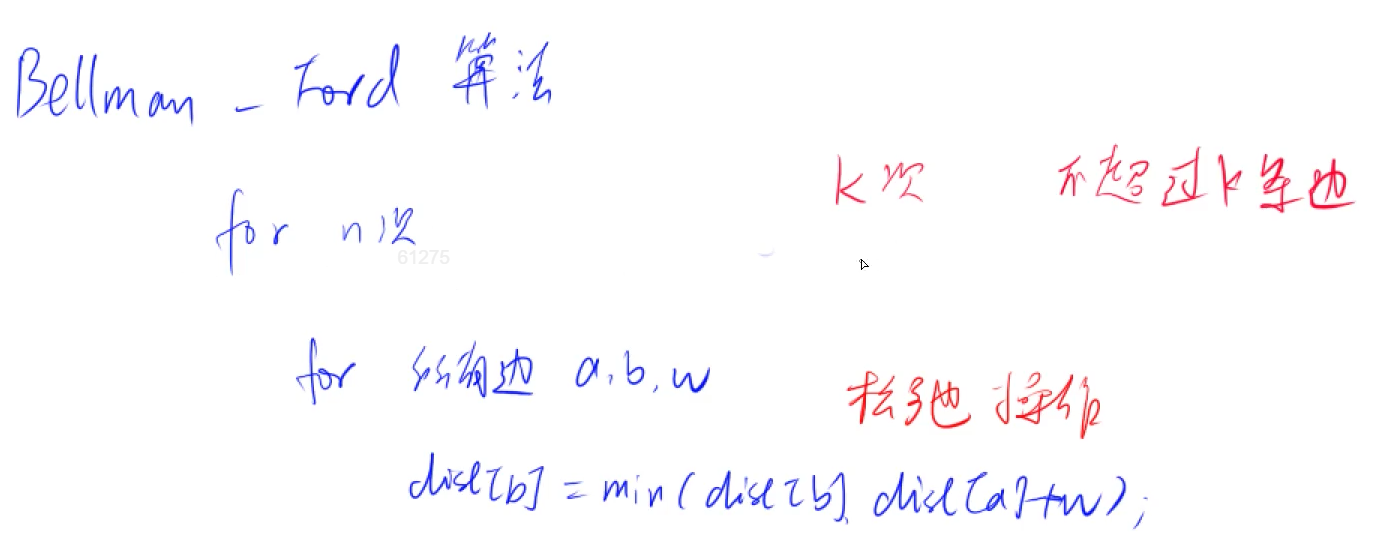 Bellman - Ford 算法
k次 不超过k条边
for n次
61275
for 所有边 a,b,w
松弛操作
dist[b] = min(dist[b], dist[a]+w);